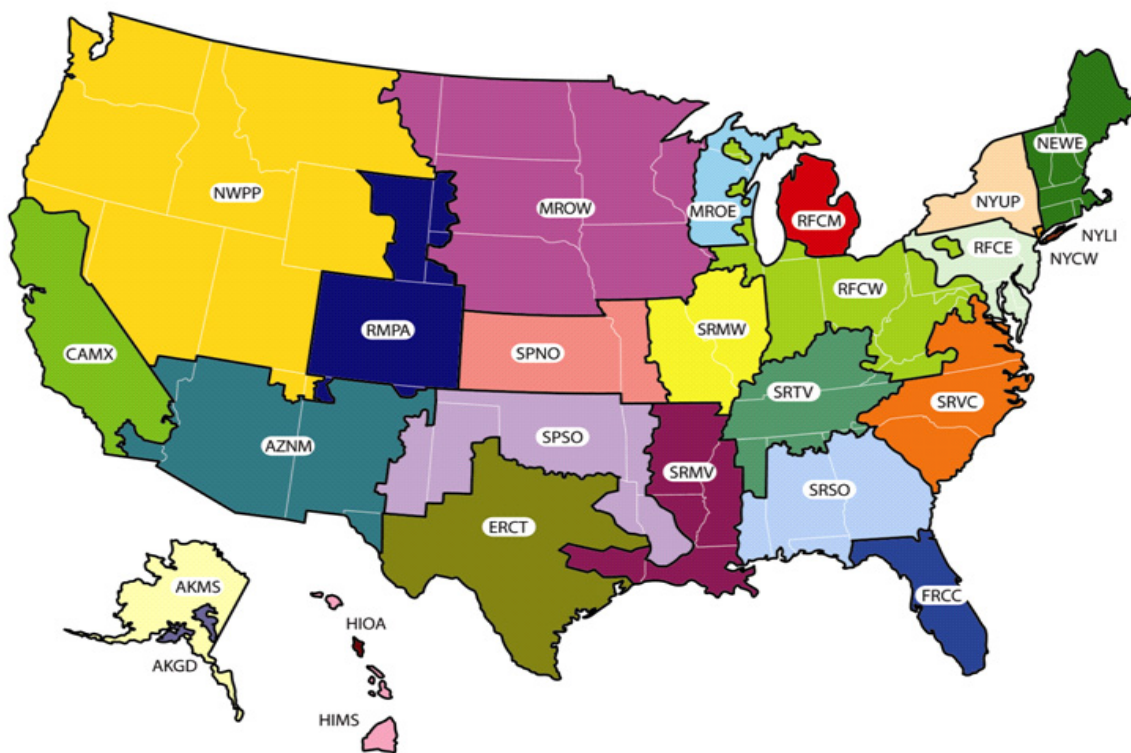 NWPP
MROW
MROE
RFCM
NEWE
NYUP
NYLI
NYCW
RFCE
RFCW
CAMX
RMPA
SPNO
SRMW
SRTV
SRVC
AZNM
SPSO
SRMV
SRSO
ERCT
FRCC
AKMS
AKGD
HIOA
HIMS